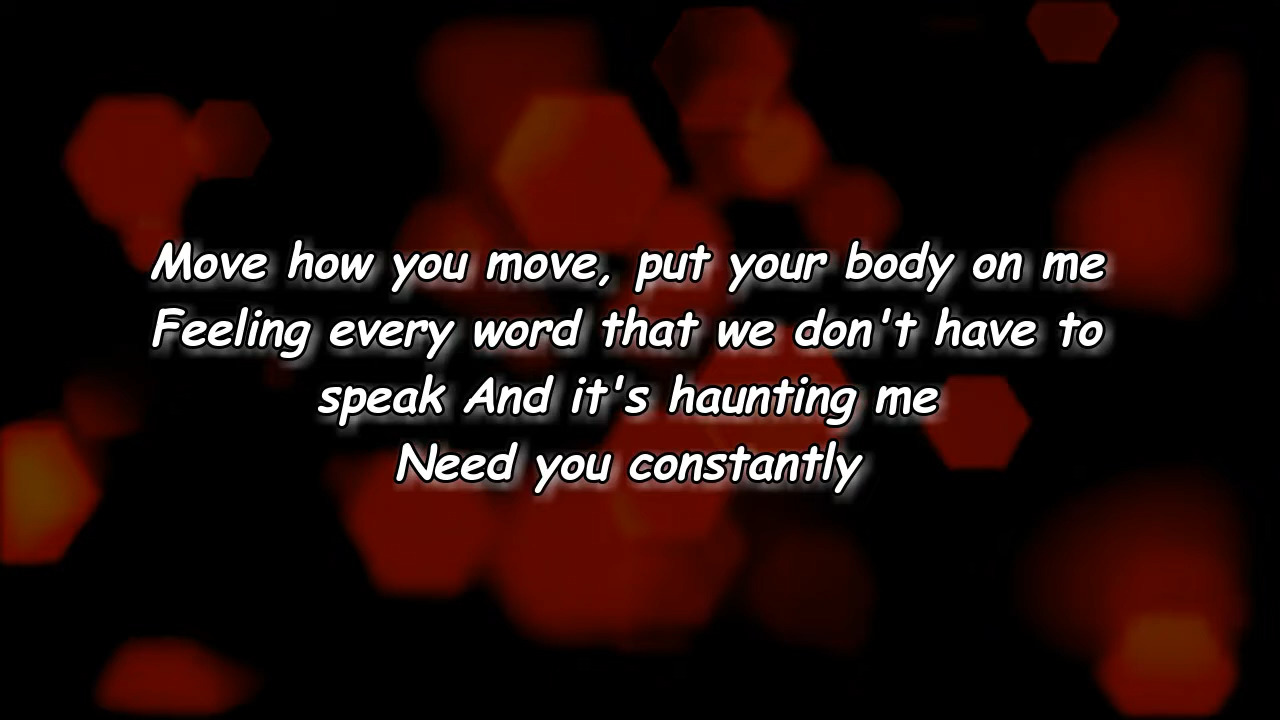 Move how you move, put your body on me
Feeling every word that we don't have to
speak And it's haunting me
Need you constantly